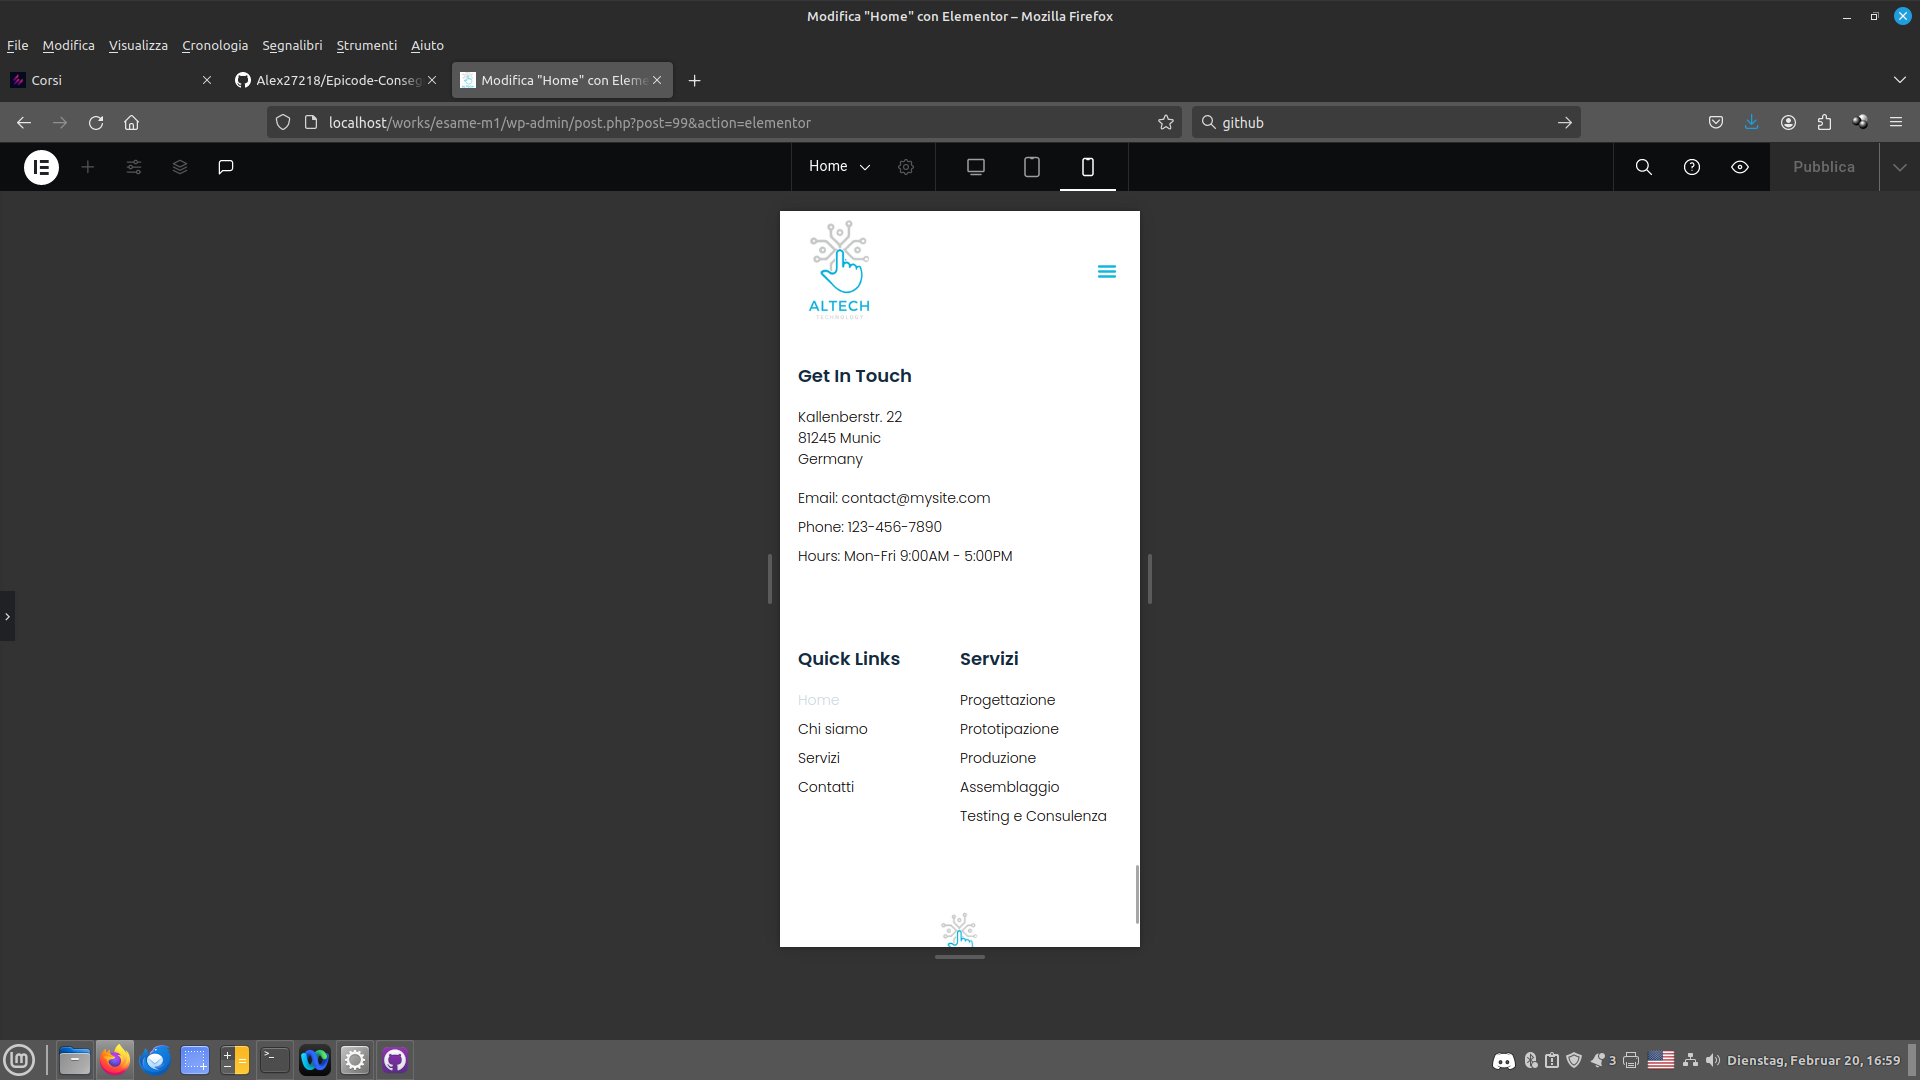 Modifica "Home" con Elementor – Mozilla Firefox
File Modifica Visualizza Cronologia Segnalibri Strumenti Aiuto
Corsi
Alex27218/Epicode-Conseg
Modifica "Home" con Eleme
localhost/works/esame-m1/wp-admin/post.php?post=99&action=elementor
github
Home
Pubblica
ALTECH
TECHNOLOGY
Get In Touch
Kallenberstr. 22
81245 Munic
Germany
Email: contact@mysite.com
Phone: 123-456-7890
Hours: Mon-Fri 9:00AM - 5:00PM
Quick Links
Home
Chi siamo
Servizi
Contatti
Servizi
Progettazione
Prototipazione
Produzione
Assemblaggio
Testing e Consulenza
3
Dienstag, Februar 20, 16:59